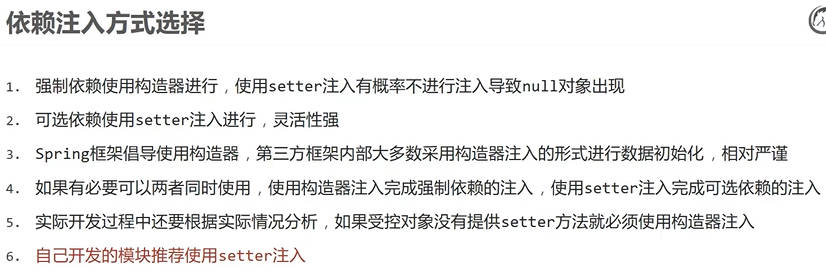 依赖注入方式选择
1. 强制依赖使用构造器进行，使用setter注入有概率不进行注入导致null对象出现
2. 可选依赖使用setter注入进行，灵活性强
3. Spring框架倡导使用构造器，第三方框架内部大多数采用构造器注入的形式进行数据初始化，相对严谨
4. 如果有必要可以两者同时使用，使用构造器注入完成强制依赖的注入，使用setter注入完成可选依赖的注入
5. 实际开发过程中还要根据实际情况分析，如果受控对象没有提供setter方法就必须使用构造器注入
6. 自己开发的模块推荐使用setter注入